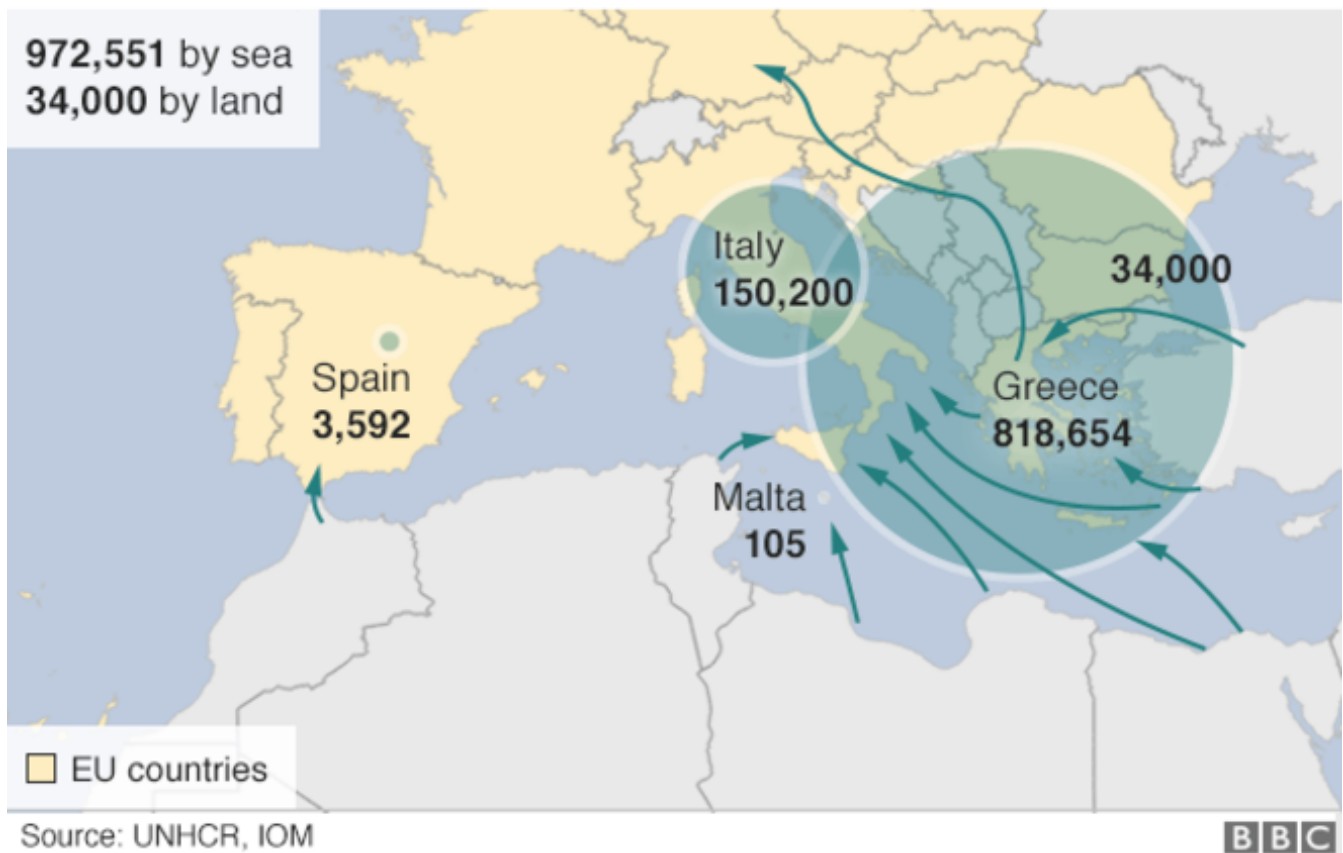 972,551 by sea
34,000 by land
Italy
150,200
34,000
Spain
3,592
Greece
818,654
Malta
105
EU countries
Source: UNHCR, IOM
BBC